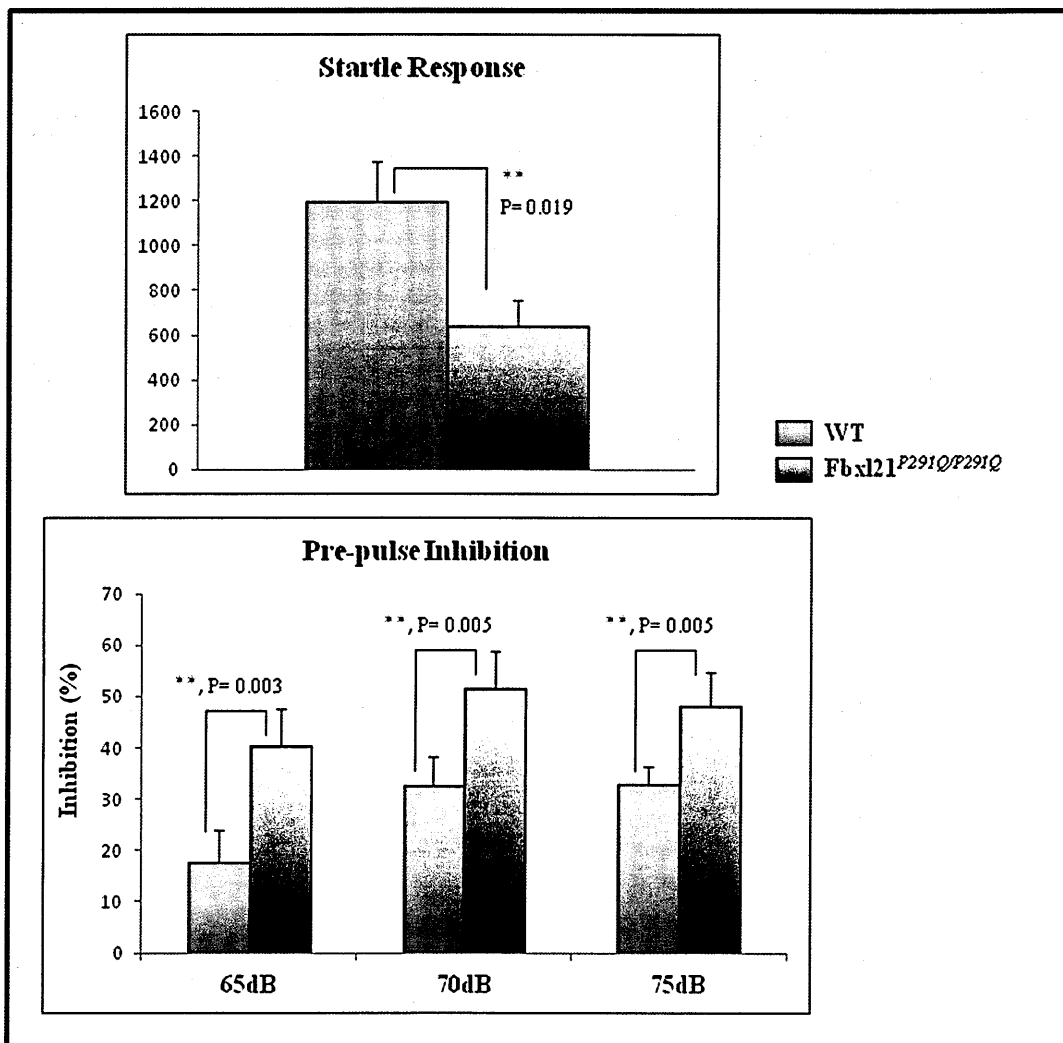 Startle Response
1600
1400
1200
1000
800
600
400
200
0
**
P= 0.019
WT
Fbxl21P291Q/P291Q
Pre-pulse Inhibition
Inhibition (%)
70
60
50
40
30
20
10
0
**, P= 0.003
**, P= 0.005
**, P= 0.005
65dB
70dB
75dB